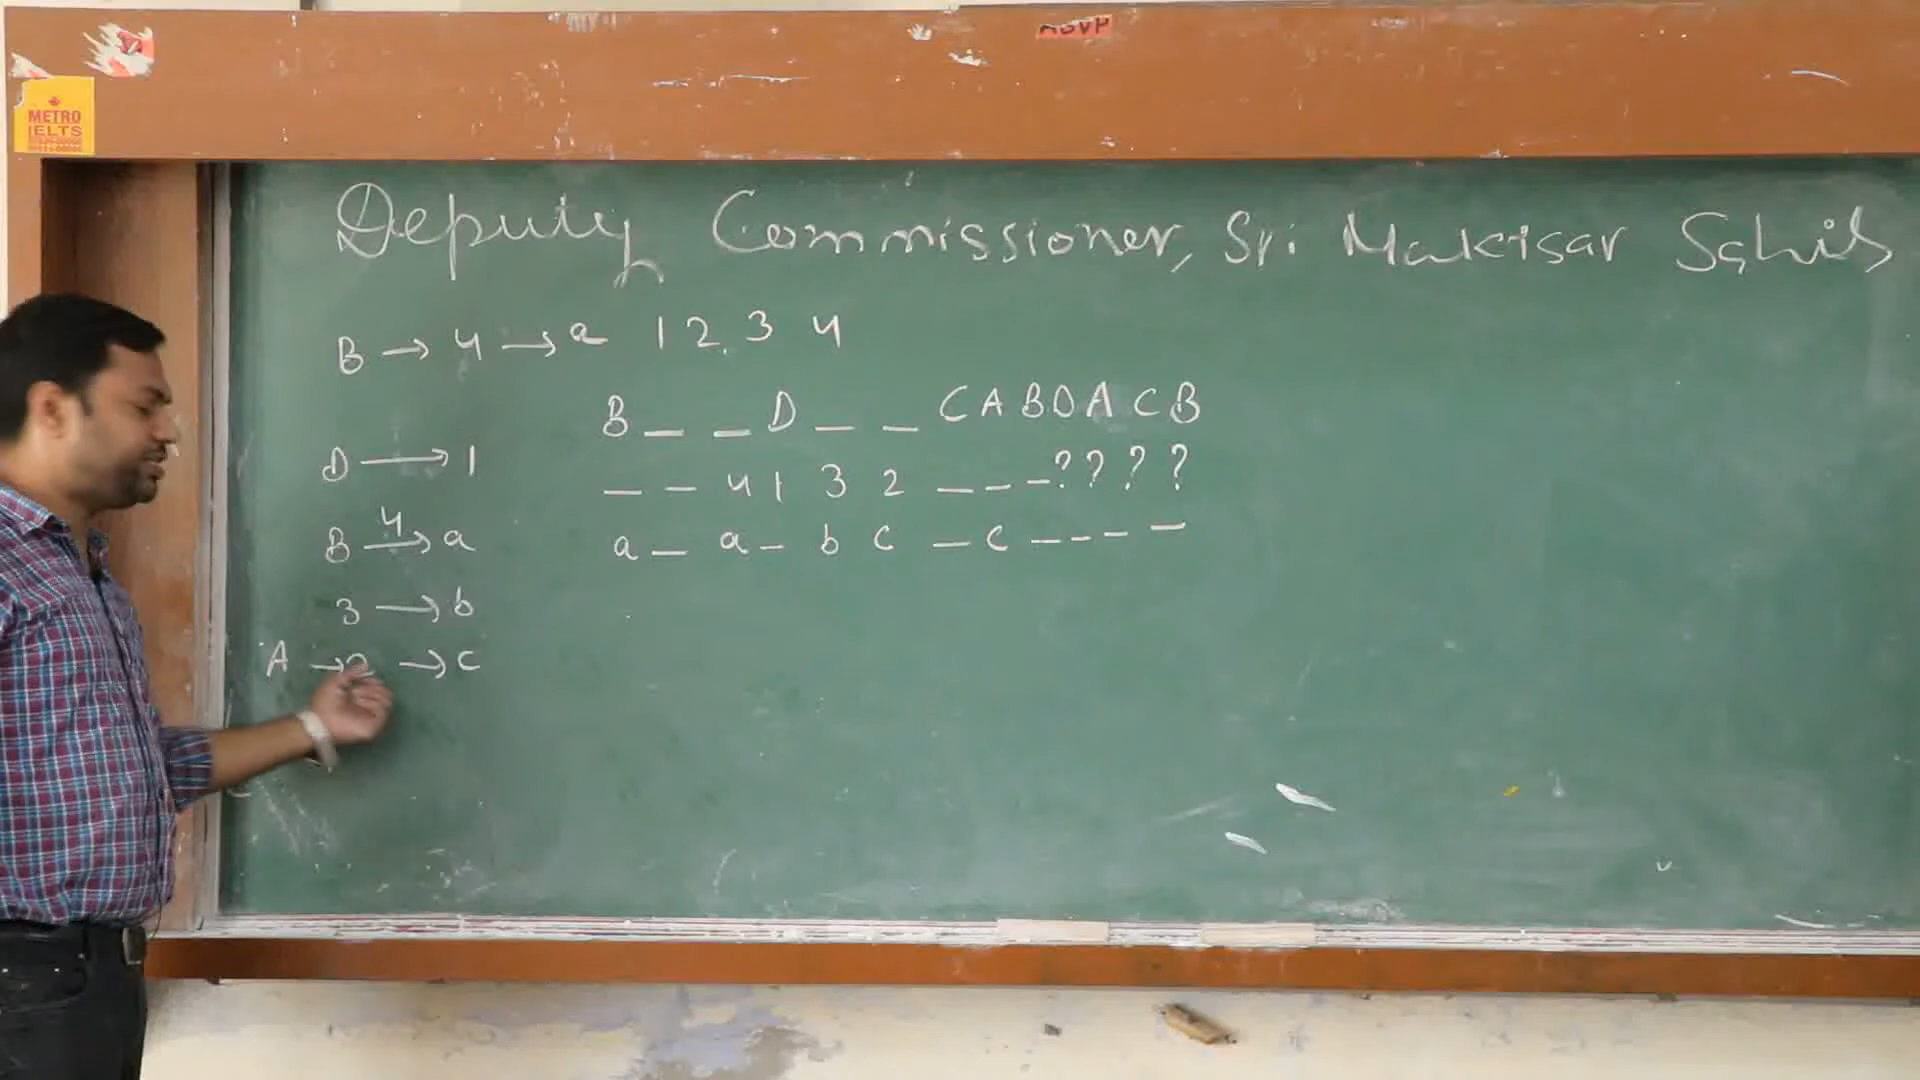 ABVP
METRO
IELTS
Deputy Commissioner, Sri Muktsar Sahib
B → 4 → a 1 2 3 4
B _ _ D _ _ C A B D A C B
D → 1
_ _ 4 1 3 2 _ _ _ ? ? ? ?
B 4→ a
a _ a _ b c _ c _ _ _ _
3 → b
A → 2 → c